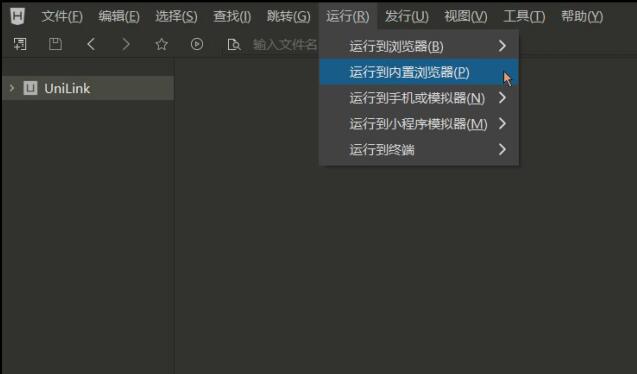 文件(F) 编辑(E) 选择(S) 查找(I) 跳转(G) 运行(R) 发行(U) 视图(V) 工具(T) 帮助(Y)
输入文件名
运行到浏览器(B)
运行到内置浏览器(P)
运行到手机或模拟器(N)
运行到小程序模拟器(M)
运行到终端
UniLink